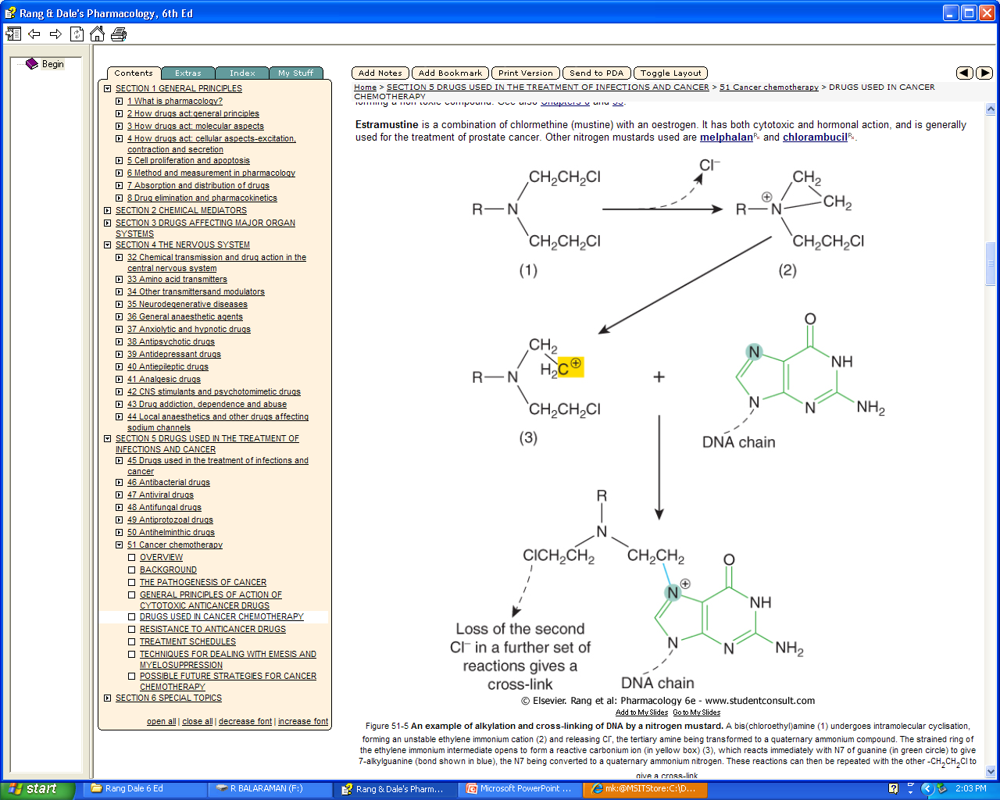 Rang & Dale's Pharmacology, 6th Ed
Begin
Contents
Extras
Index
My Stuff
SECTION 1 GENERAL PRINCIPLES
1 What is pharmacology?
2 How drugs act:general principles
3 How drugs act: molecular aspects
4 How drugs act: cellular aspects-excitation,
contraction and secretion
5 Cell proliferation and apoptosis
6 Method and measurement in pharmacology
7 Absorption and distribution of drugs
8 Drug elimination and pharmacokinetics
SECTION 2 CHEMICAL MEDIATORS
SECTION 3 DRUGS AFFECTING MAJOR ORGAN
SYSTEMS
SECTION 4 THE NERVOUS SYSTEM
32 Chemical transmission and drug action in the
central nervous system
33 Amino acid transmitters
34 Other transmittersand modulators
35 Neurodegenerative diseases
36 General anaesthetic agents
37 Anxiolytic and hypnotic drugs
38 Antipsychotic drugs
39 Antidepressant drugs
40 Antiepileptic drugs
41 Analgesic drugs
42 CNS stimulants and psychotomimetic drugs
43 Drug addiction, dependence and abuse
44 Local anaesthetics and other drugs affecting
sodium channels
SECTION 5 DRUGS USED IN THE TREATMENT OF
INFECTIONS AND CANCER
45 Drugs used in the treatment of infections and
cancer
46 Antibacterial drugs
47 Antiviral drugs
48 Antifungal drugs
49 Antiprotozoal drugs
50 Antihelminthic drugs
51 Cancer chemotherapy
OVERVIEW
BACKGROUND
THE PATHOGENESIS OF CANCER
GENERAL PRINCIPLES OF ACTION OF
CYTOTOXIC ANTICANCER DRUGS
DRUGS USED IN CANCER CHEMOTHERAPY
RESISTANCE TO ANTICANCER DRUGS
TREATMENT SCHEDULES
TECHNIQUES FOR DEALING WITH EMESIS AND
MYELOSUPPRESSION
POSSIBLE FUTURE STRATEGIES FOR CANCER
CHEMOTHERAPY
SECTION 6 SPECIAL TOPICS
open all | close all | decrease font | increase font
Add Notes
Add Bookmark
Print Version
Send to PDA
Toggle Layout
Home > SECTION 5 DRUGS USED IN THE TREATMENT OF INFECTIONS AND CANCER > 51 Cancer chemotherapy > DRUGS USED IN CANCER
CHEMOTHERAPY
forming a non toxic compound. See also Chapters 8 and 53.
Estramustine is a combination of chlormethine (mustine) with an oestrogen. It has both cytotoxic and hormonal action, and is generally
used for the treatment of prostate cancer. Other nitrogen mustards used are melphalan℞ and chlorambucil℞.
Cl⁻
CH₂CH₂Cl
R—N
CH₂CH₂Cl
(1)
CH₂
⊕
CH₂
R—N
CH₂CH₂Cl
(2)
CH₂
H₂C⊕
R—N
CH₂CH₂Cl
(3)
+
O
N
NH
N
N
NH₂
DNA chain
R
N
ClCH₂CH₂
CH₂CH₂
O
N⊕
NH
N
N
NH₂
DNA chain
Loss of the second
Cl⁻ in a further set of
reactions gives a
cross-link
© Elsevier. Rang et al: Pharmacology 6e - www.studentconsult.com
Add to My Slides Go to My Slides
Figure 51-5 An example of alkylation and cross-linking of DNA by a nitrogen mustard. A bis(chloroethyl)amine (1) undergoes intramolecular cyclisation,
forming an unstable ethylene immonium cation (2) and releasing Cl⁻, the tertiary amine being transformed to a quaternary ammonium compound. The strained ring of
the ethylene immonium intermediate opens to form a reactive carbonium ion (in yellow box) (3), which reacts immediately with N7 of guanine (in green circle) to give
7-alkylguanine (bond shown in blue), the N7 being converted to a quaternary ammonium nitrogen. These reactions can then be repeated with the other -CH₂CH₂Cl to
give a cross-link
start
Rang Dale 6 Ed
R BALARAMAN (F:)
Rang & Dale's Pharm...
Microsoft PowerPoint ...
mk:@MSITStore:C:\D...
2:03 PM